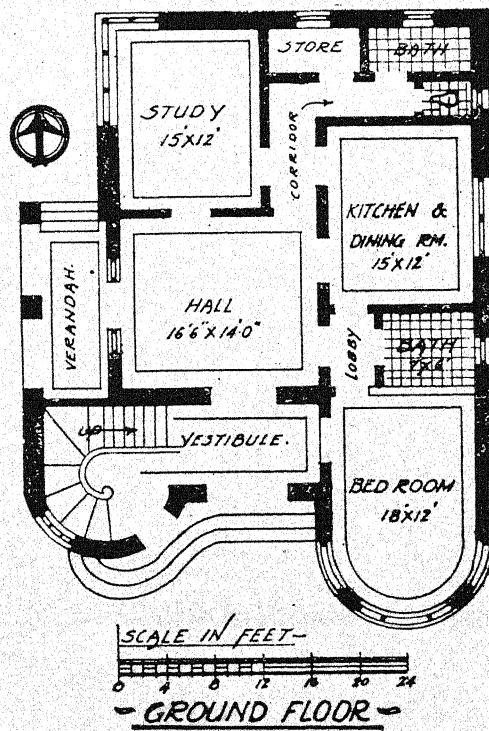 STORE
BATH
STUDY
15'X12'
CORRIDOR
KITCHEN &
DINING RM.
15'X12'
VERANDAH.
HALL
16'6"X14'.0"
LOBBY
BATH
7'X6'
UP
VESTIBULE.
BED ROOM
18'X12'
SCALE IN FEET-
0 4 8 12 16 20 24
- GROUND FLOOR -